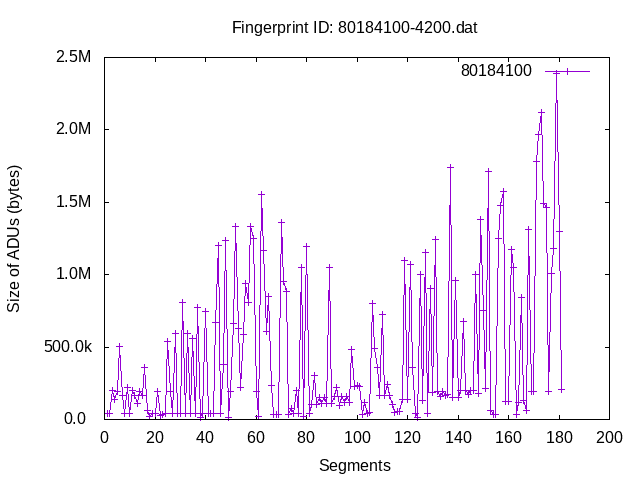 Fingerprint ID: 80184100-4200.dat
80184100
Size of ADUs (bytes)
2.5M
2.0M
1.5M
1.0M
500.0k
0.0
0 20 40 60 80 100 120 140 160 180 200
Segments